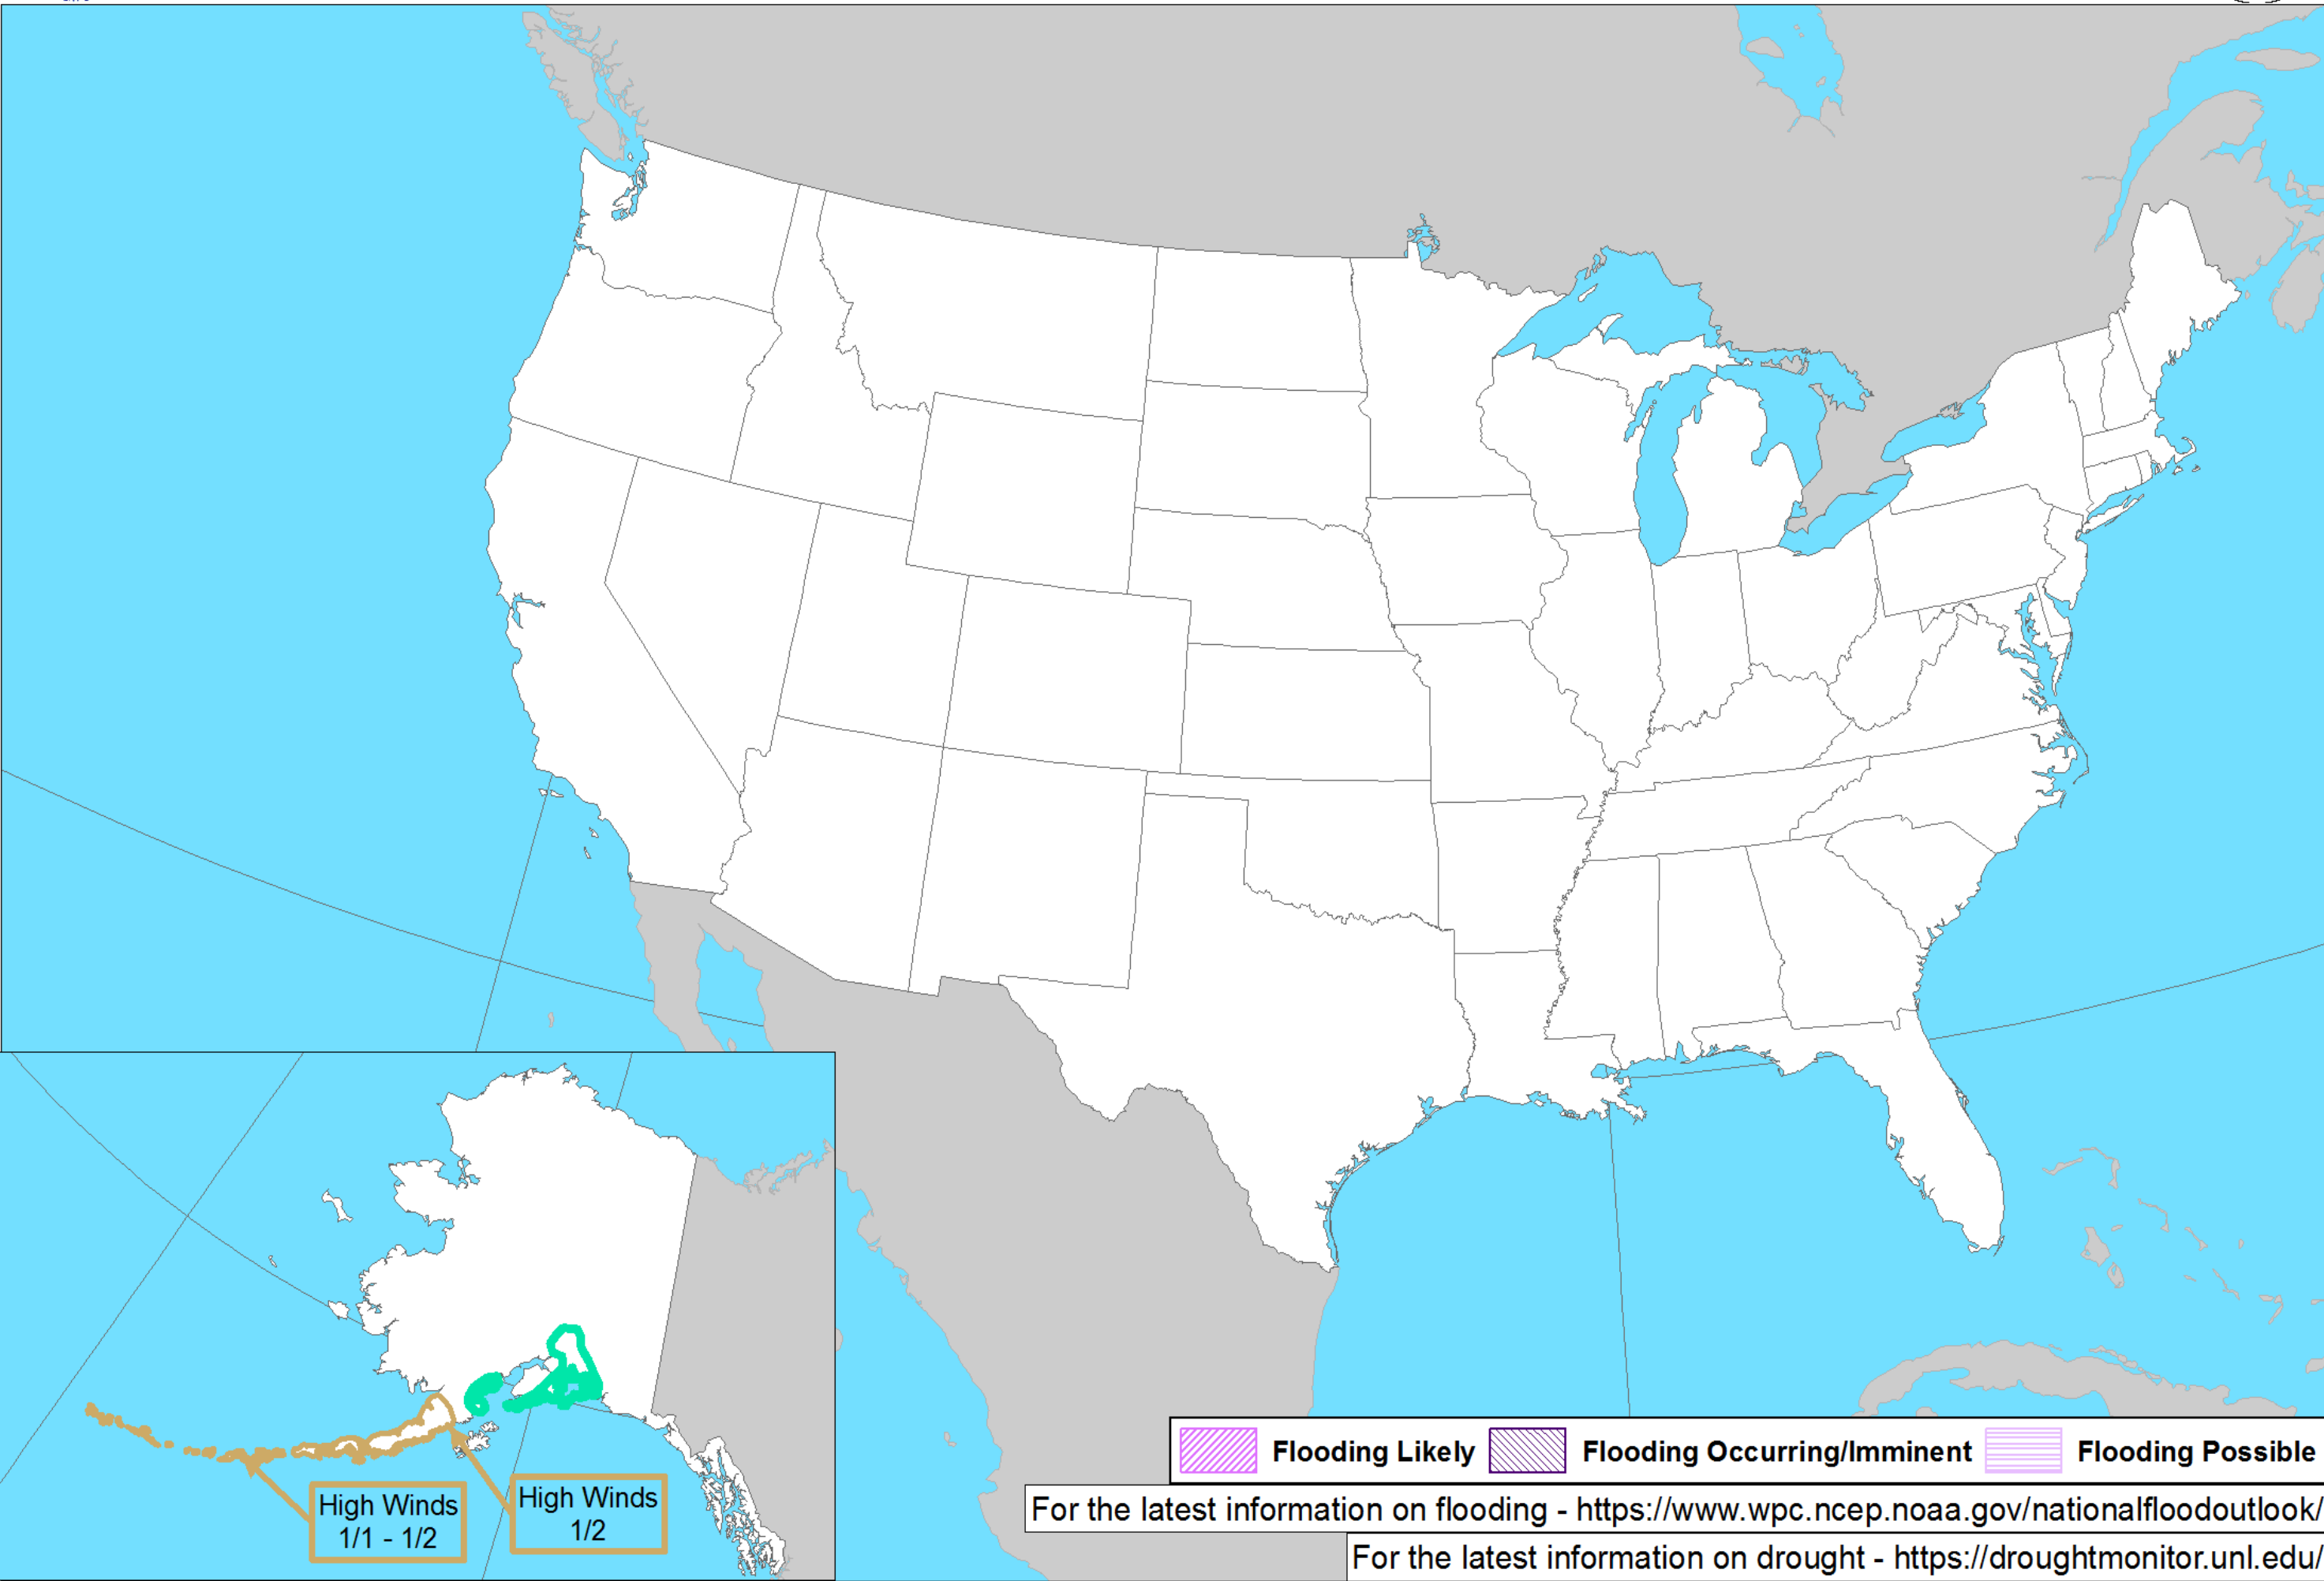 High Winds
1/1 - 1/2
High Winds
1/2
Flooding Likely
Flooding Occurring/Imminent
Flooding Possible
For the latest information on flooding - https://www.wpc.ncep.noaa.gov/nationalfloodoutlook/
For the latest information on drought - https://droughtmonitor.unl.edu/